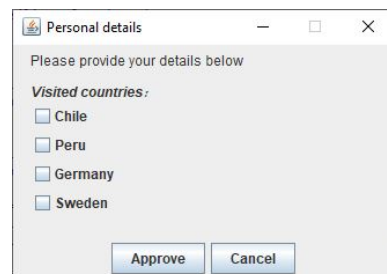 Personal details
Please provide your details below
Visited countries:
Chile
Peru
Germany
Sweden
Approve Cancel